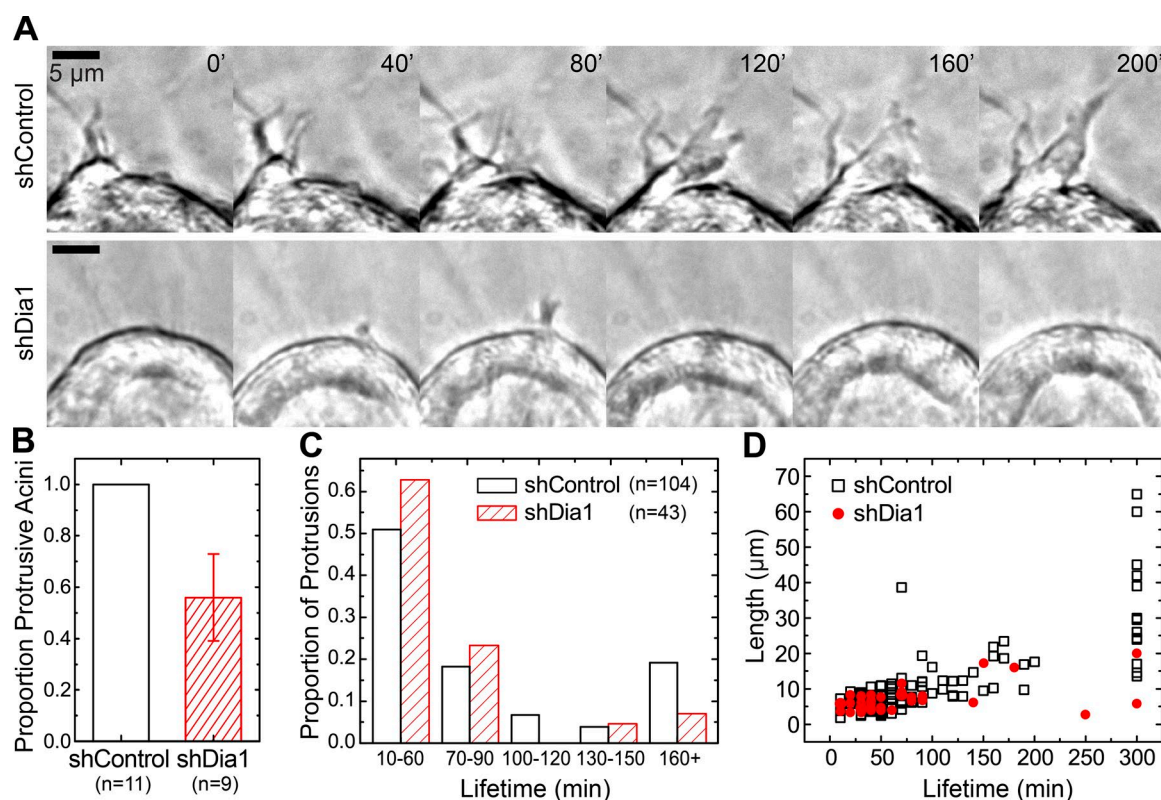 A
5 µm
0’
40’
80’
120’
160’
200’
shControl
shDia1
B
Proportion Protrusive Acini
1.0
0.8
0.6
0.4
0.2
0.0
shControl
(n=11)
shDia1
(n=9)
C
Proportion of Protrusions
0.6
0.5
0.3
0.2
0.1
0.0
shControl (n=104)
shDia1 (n=43)
10-60
70-90
100-120
130-150
160+
Lifetime (min)
D
Length (µm)
70
60
50
40
30
20
10
0
shControl
shDia1
0
50
100
150
200
250
300
Lifetime (min)